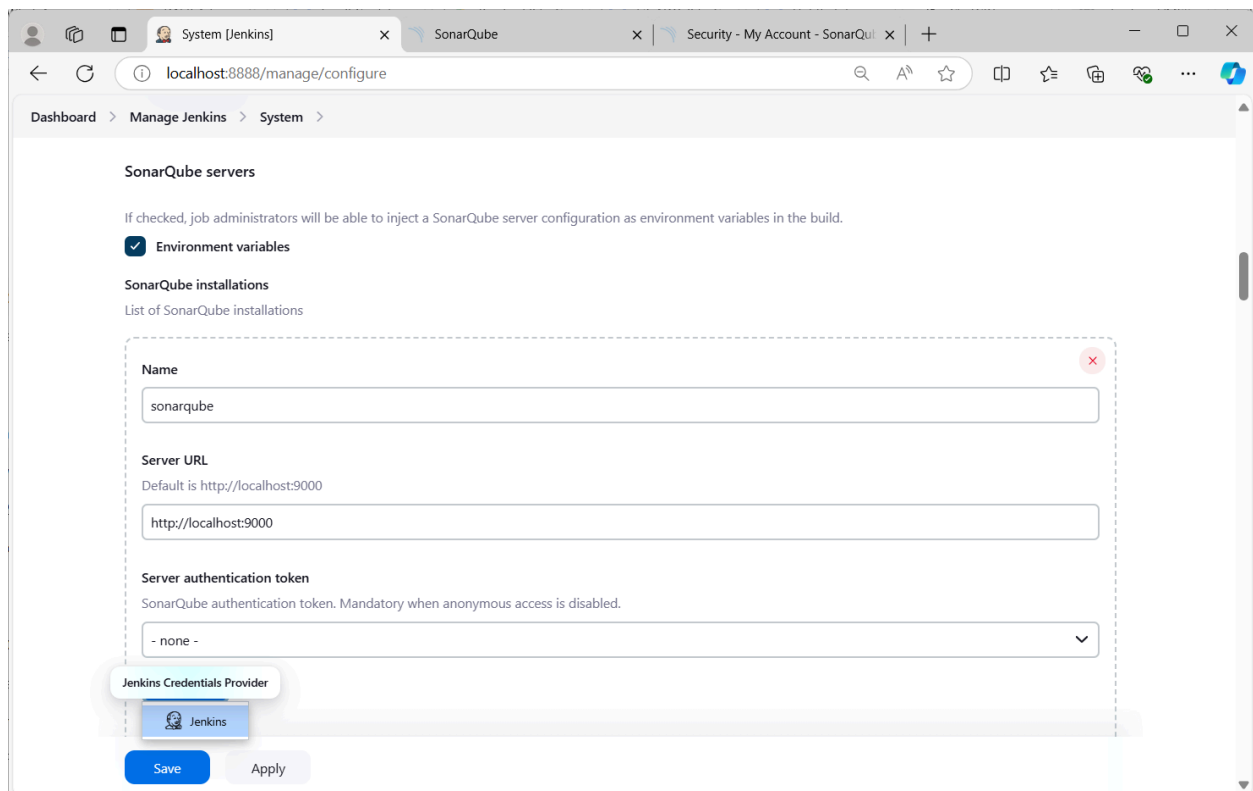 System [Jenkins]
SonarQube
Security - My Account - SonarQu
localhost:8888/manage/configure
Dashboard > Manage Jenkins > System >
SonarQube servers
If checked, job administrators will be able to inject a SonarQube server configuration as environment variables in the build.
Environment variables
SonarQube installations
List of SonarQube installations
Name
sonarqube
Server URL
Default is http://localhost:9000
http://localhost:9000
Server authentication token
SonarQube authentication token. Mandatory when anonymous access is disabled.
- none -
Jenkins Credentials Provider
Jenkins
Save
Apply